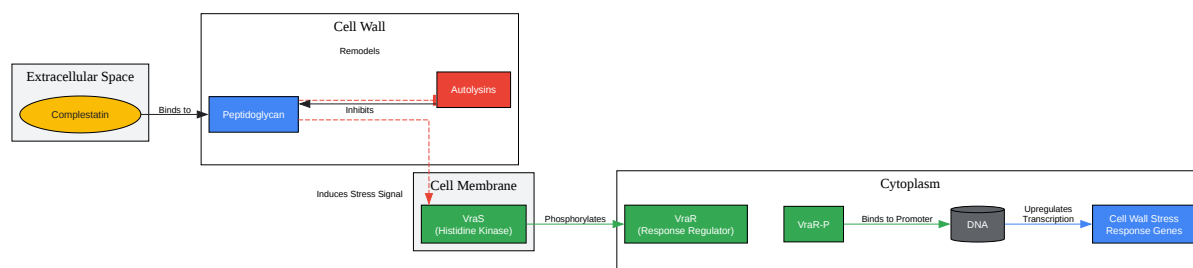 Cell Wall
Remodels
Extracellular Space
Complestatin
Binds to
Peptidoglycan
Autolysins
Inhibits
Induces Stress Signal
Cell Membrane
VraS
(Histidine Kinase)
Phosphorylates
Cytoplasm
VraR
(Response Regulator)
VraR-P
Binds to Promoter
DNA
Upregulates
Transcription
Cell Wall Stress
Response Genes